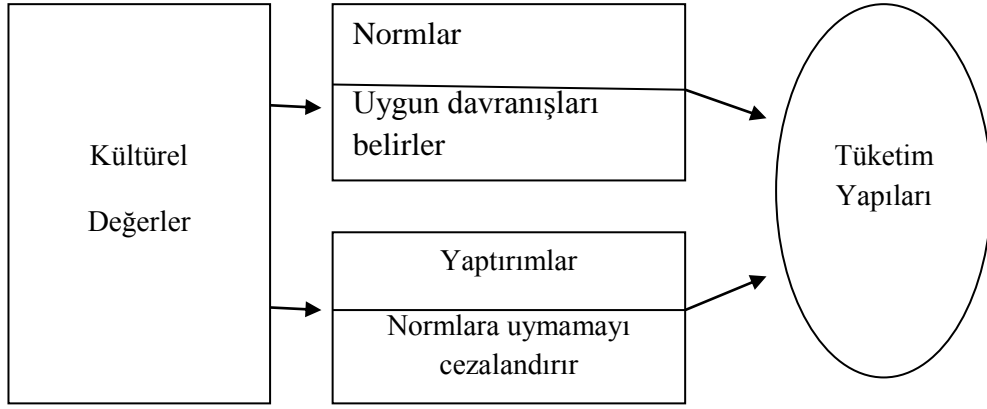 Kültürel
Değerler
Normlar
Uygun davranışları
belirler
Yaptırımlar
Normlara uymamayı
cezalandırır
Tüketim
Yapıları